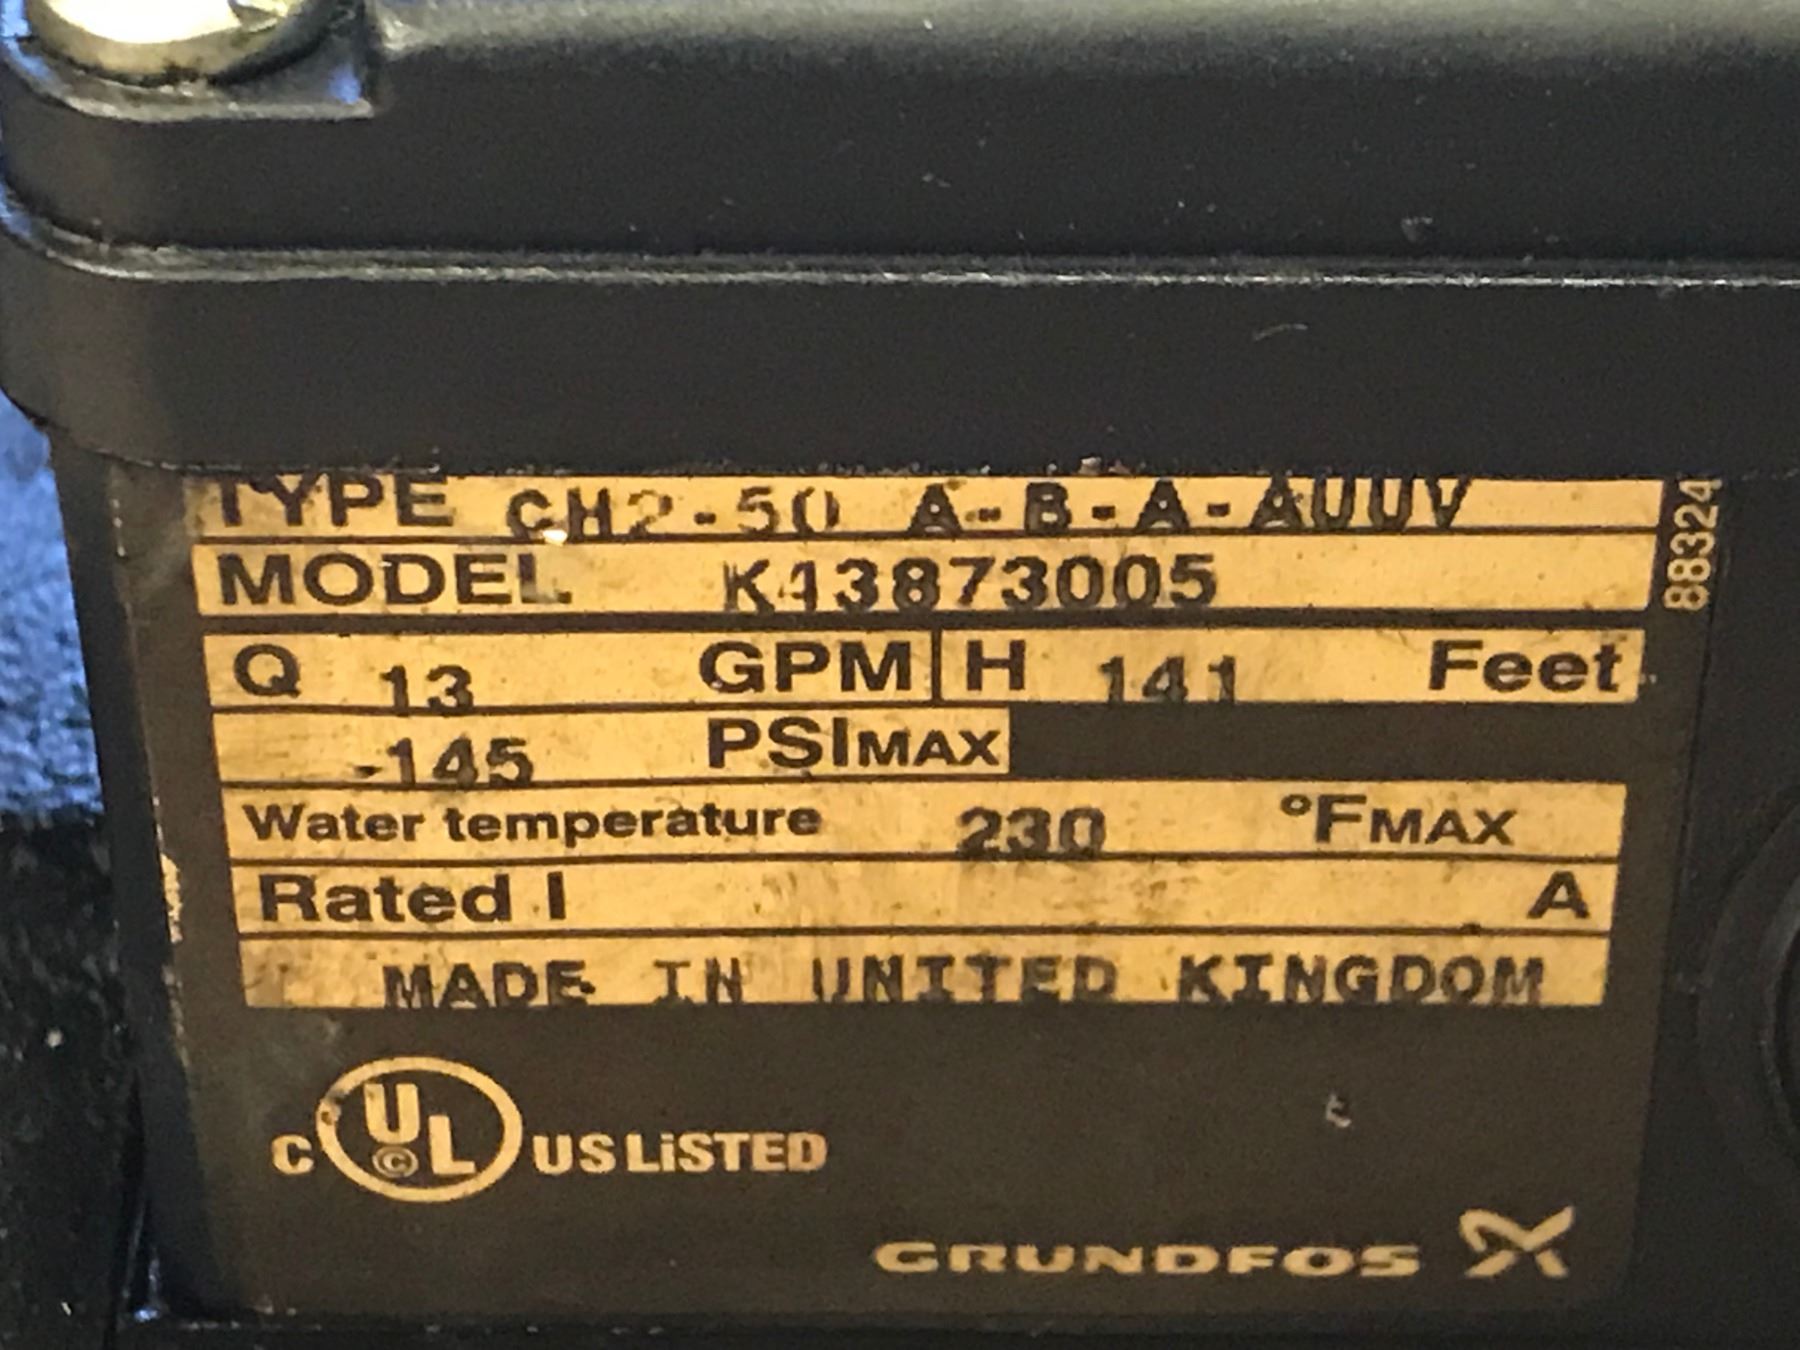 TYPE CH2-50 A-B-A-AUUV
MODEL K43873005
Q 13 GPM H 141 Feet
-145 PSIMAX
Water temperature 230 °FMAX
Rated I A
MADE IN UNITED KINGDOM
C UL © US LiSTED
GRUNDFOS
88324